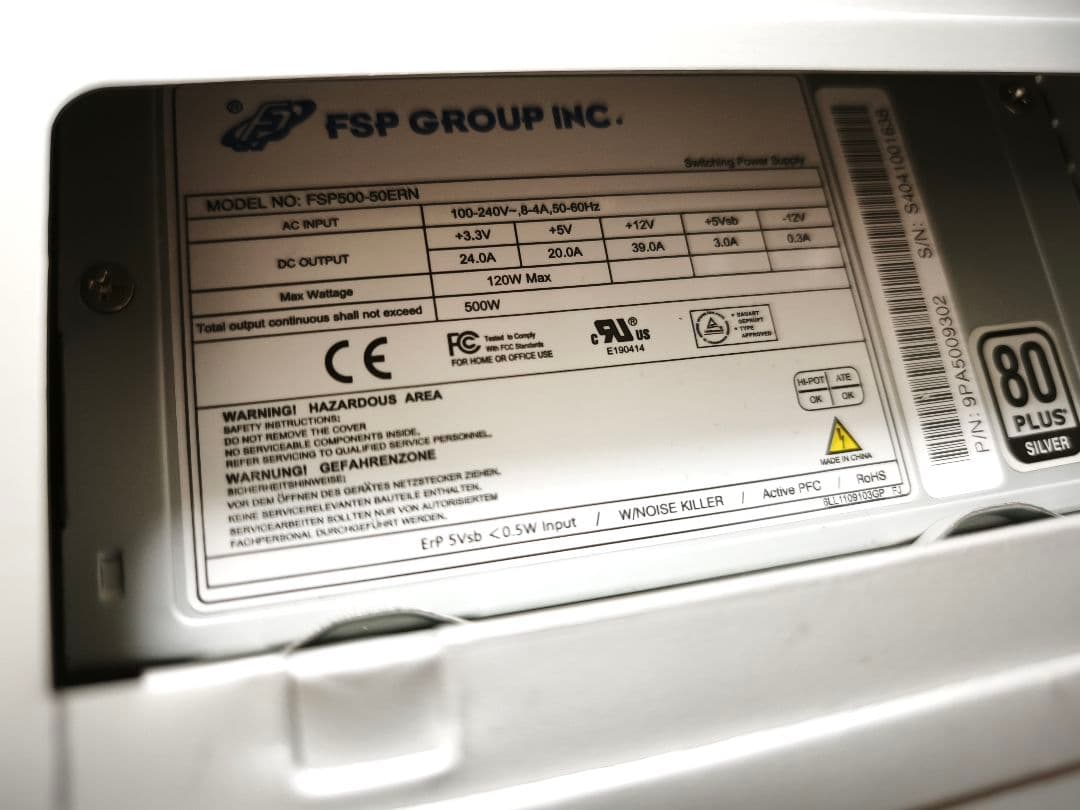 ® FSP GROUP INC.
Switching Power Supply
MODEL NO: FSP500-50ERN
AC INPUT 100-240V~,8-4A,50-60Hz
DC OUTPUT +3.3V +5V +12V +5Vsb -12V
24.0A 20.0A 39.0A 3.0A 0.3A
Max Wattage 120W Max
Total output continuous shall not exceed 500W
CE
FC Tested to Comply
With FCC Standards
FOR HOME OR OFFICE USE
c RU ® US
E190414
• BAUART
GEPRÜFT
• TYPE
APPROVED
HI-POT ATE
OK OK
WARNING! HAZARDOUS AREA
SAFETY INSTRUCTIONS:
DO NOT REMOVE THE COVER
NO SERVICEABLE COMPONENTS INSIDE.
REFER SERVICING TO QUALIFIED SERVICE PERSONNEL.
WARNUNG! GEFAHRENZONE
SICHERHEITSHINWEISE:
VOR DEM ÖFFNEN DES GERÄTES NETZSTECKER ZIEHEN.
KEINE SERVICERELEVANTEN BAUTEILE ENTHALTEN.
SERVICEARBEITEN SOLLTEN NUR VON AUTORISIERTEM
FACHPERSONAL DURCHGEFÜHRT WERDEN.
MADE IN CHINA
ErP 5Vsb <0.5W Input / W/NOISE KILLER / Active PFC / RoHS
S/N: S4041001638
P/N: 9PA5009302
80
PLUS®
SILVER